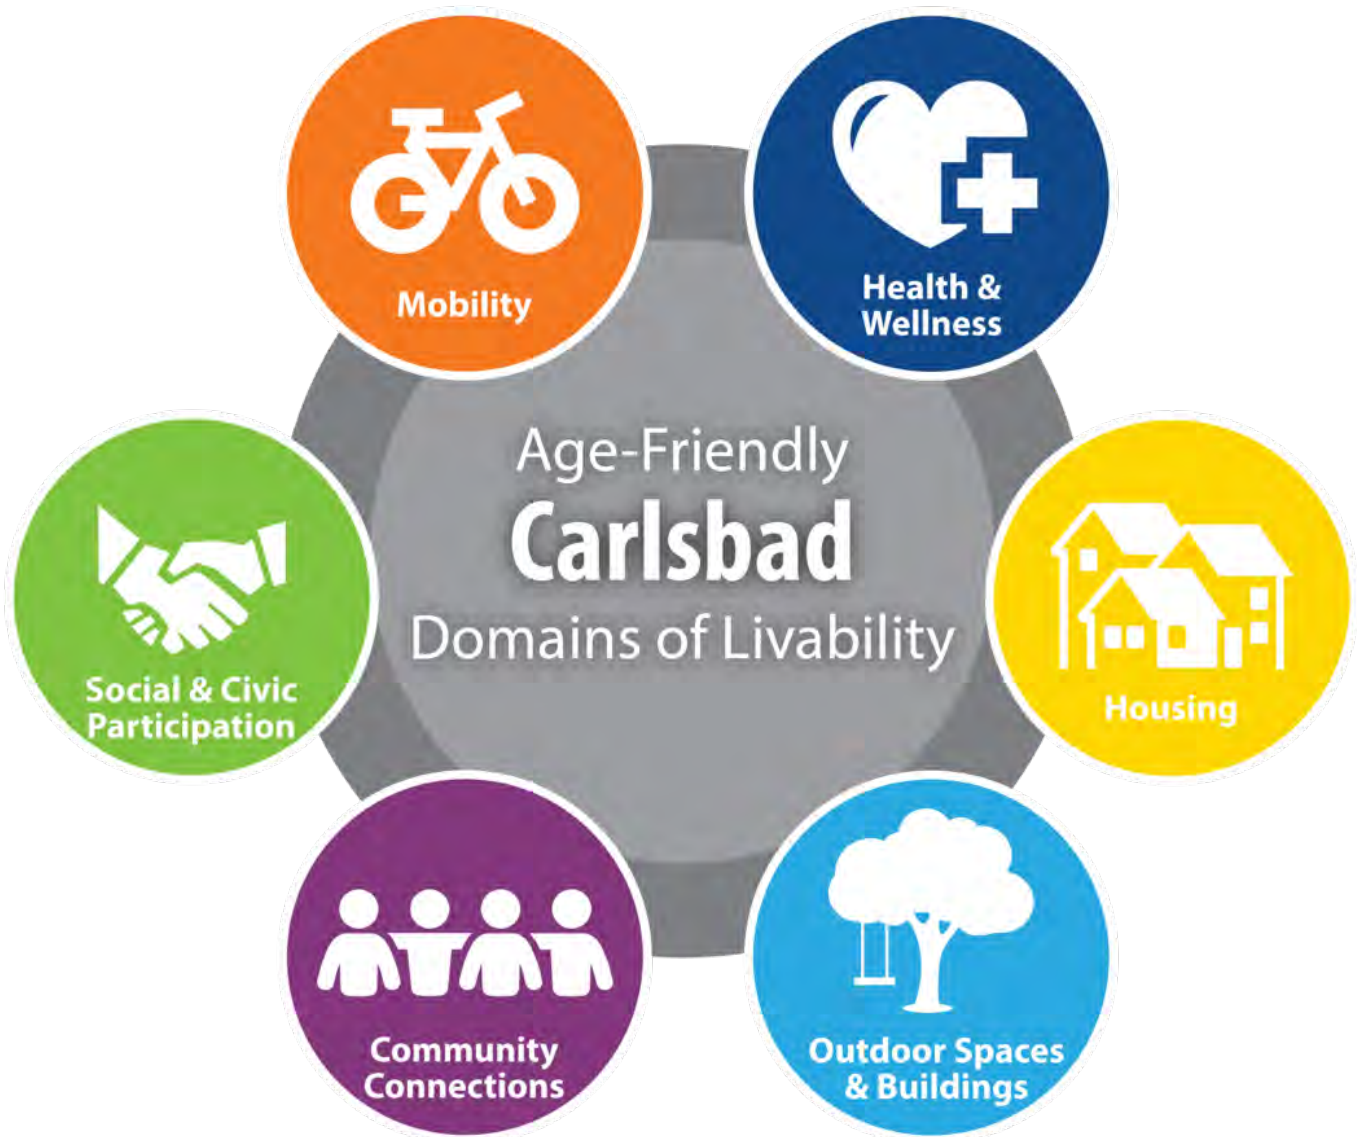 Mobility
Health &
Wellness
Age-Friendly
Carlsbad
Domains of Livability
Social & Civic
Participation
Housing
Community
Connections
Outdoor Spaces
& Buildings